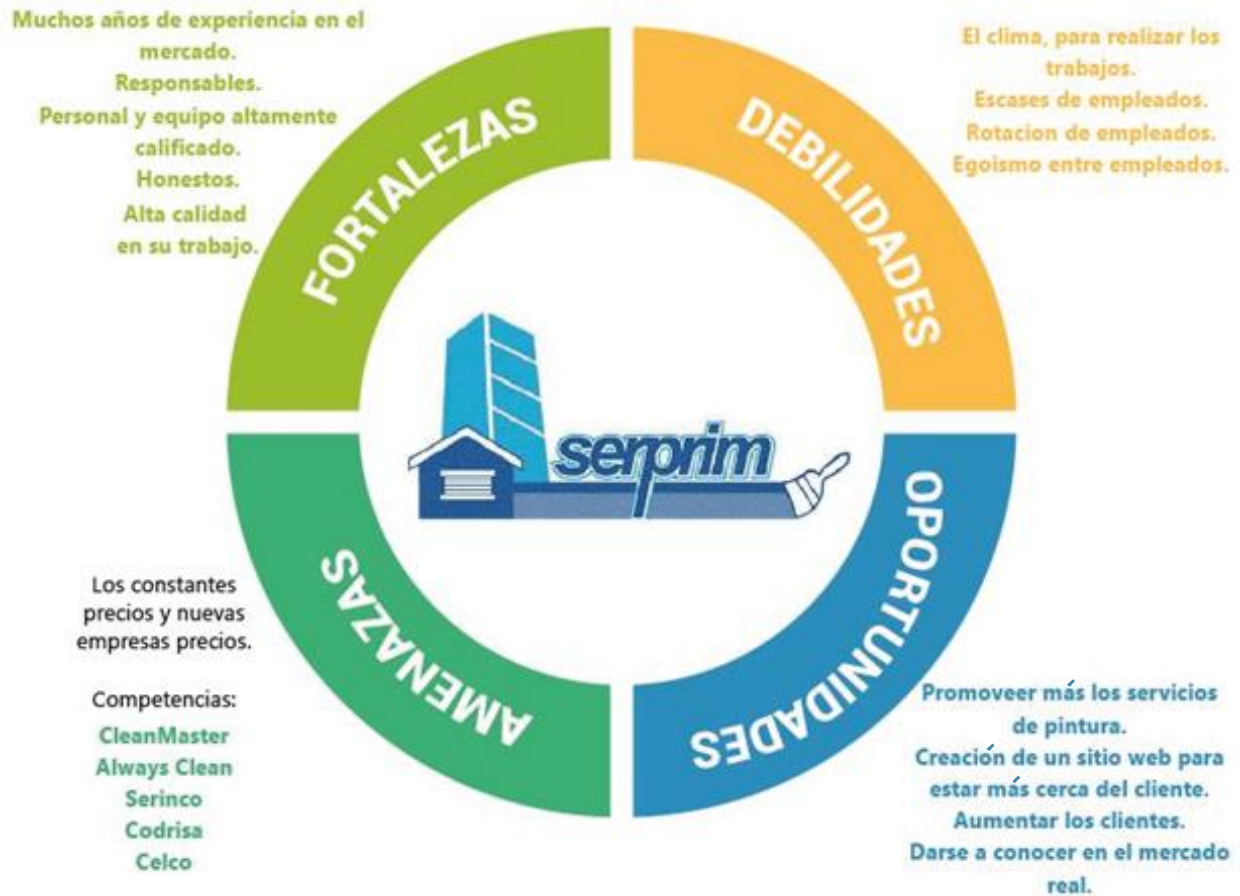 Muchos años de experiencia en el
mercado.
Responsables.
Personal y equipo altamente
calificado.
Honestos.
Alta calidad
en su trabajo.
FORTALEZAS
DEBILIDADES
El clima, para realizar los
trabajos.
Escases de empleados.
Rotacion de empleados.
Egoismo entre empleados.
serprim
AMENAZAS
Los constantes
precios y nuevas
empresas precios.
Competencias:
CleanMaster
Always Clean
Serinco
Codrisa
Celco
OPORTUNIDADES
Promoveer más los servicios
de pintura.
Creación de un sitio web para
estar más cerca del cliente.
Aumentar los clientes.
Darse a conocer en el mercado
real.